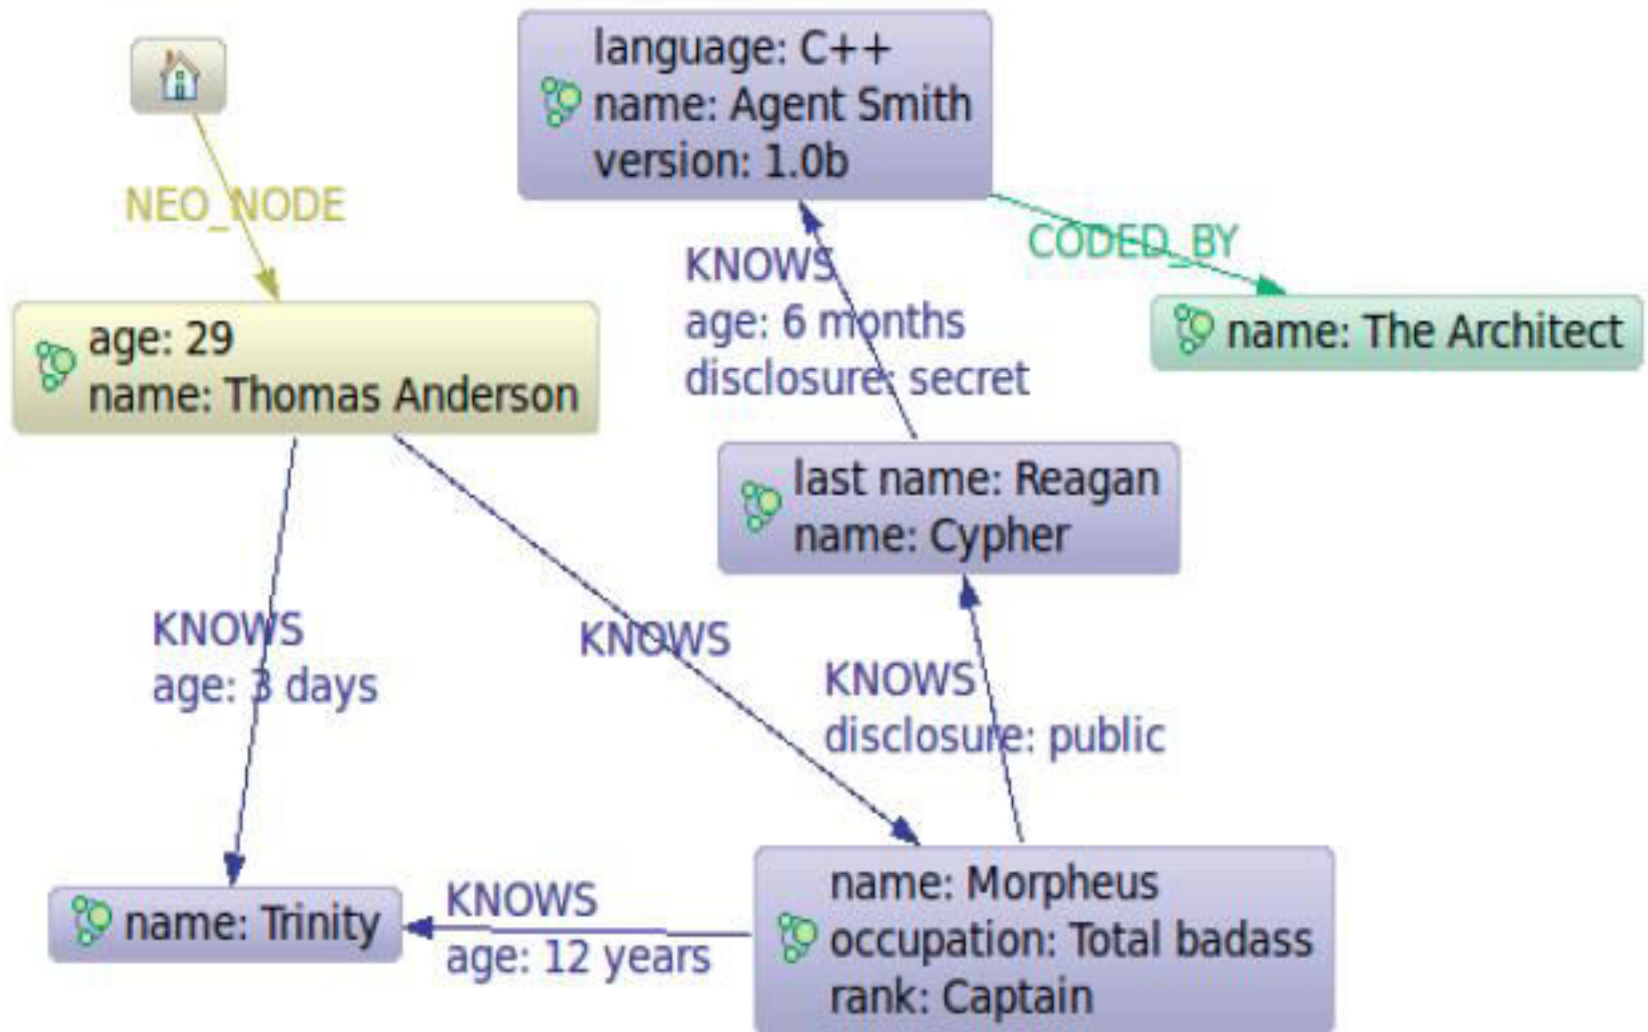 language: C++
name: Agent Smith
version: 1.0b
NEO_NODE
CODED_BY
KNOWS
age: 6 months
disclosure: secret
name: The Architect
age: 29
name: Thomas Anderson
last name: Reagan
name: Cypher
KNOWS
age: 3 days
KNOWS
KNOWS
disclosure: public
name: Trinity
KNOWS
age: 12 years
name: Morpheus
occupation: Total badass
rank: Captain